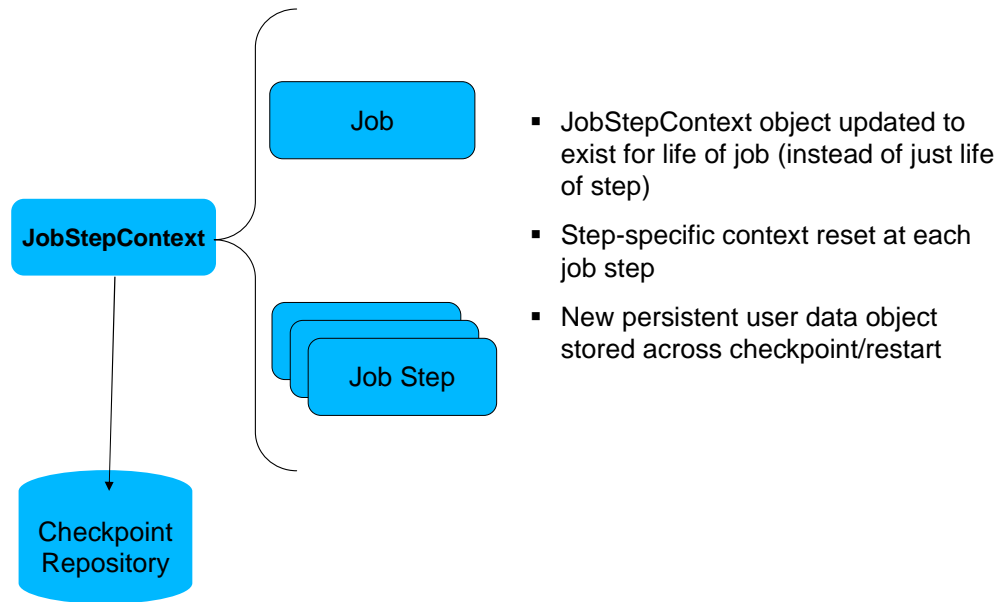 Job
JobStepContext
Job Step
Checkpoint
Repository
▪ JobStepContext object updated to
exist for life of job (instead of just life
of step)
▪ Step-specific context reset at each
job step
▪ New persistent user data object
stored across checkpoint/restart